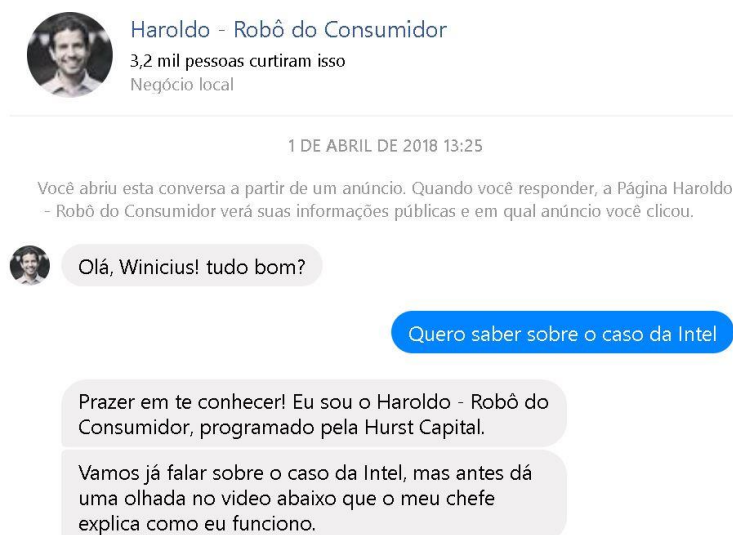 Haroldo - Robô do Consumidor
3,2 mil pessoas curtiram isso
Negócio local
1 DE ABRIL DE 2018 13:25
Você abriu esta conversa a partir de um anúncio. Quando você responder, a Página Haroldo
- Robô do Consumidor verá suas informações públicas e em qual anúncio você clicou.
Olá, Winicius! tudo bom?
Quero saber sobre o caso da Intel
Prazer em te conhecer! Eu sou o Haroldo - Robô do
Consumidor, programado pela Hurst Capital.
Vamos já falar sobre o caso da Intel, mas antes dá
uma olhada no video abaixo que o meu chefe
explica como eu funciono.